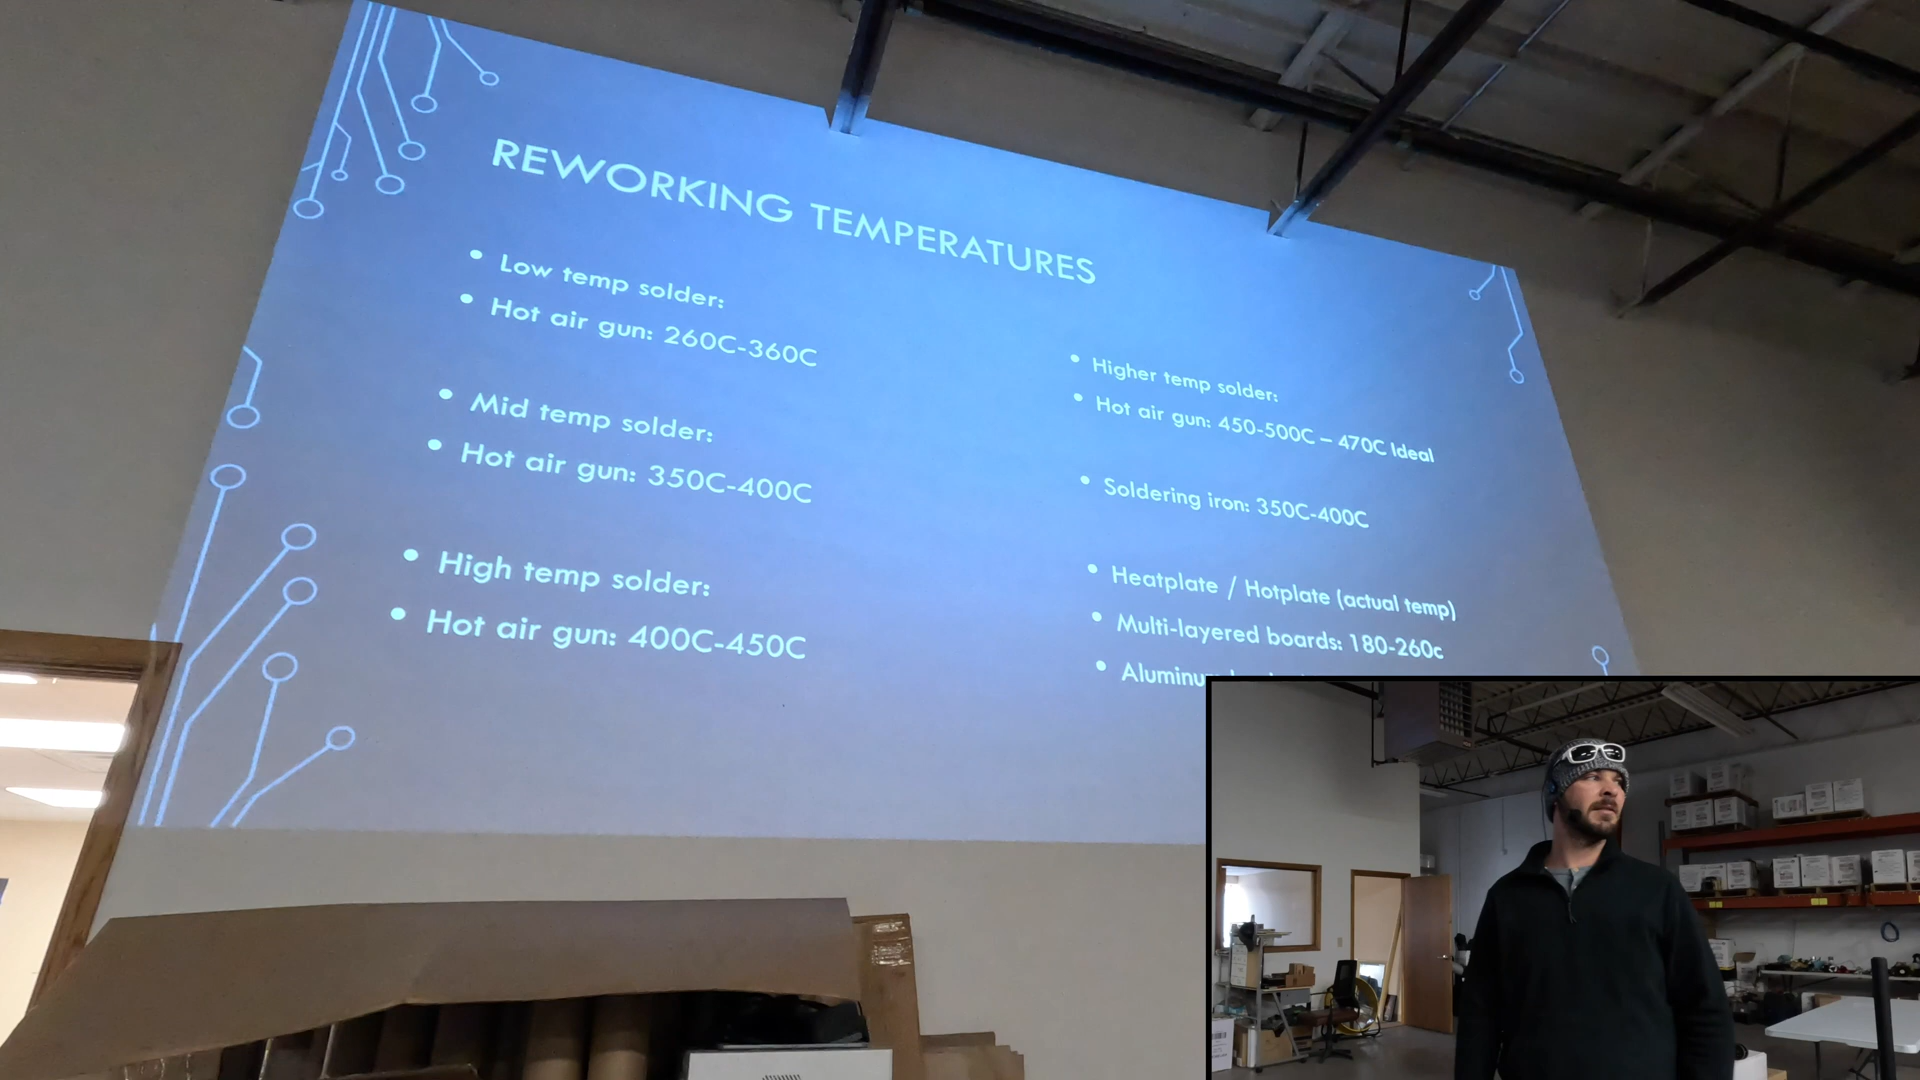 REWORKING TEMPERATURES
Low temp solder:
Hot air gun: 260C-360C
Mid temp solder:
Hot air gun: 350C-400C
High temp solder:
Hot air gun: 400C-450C
Higher temp solder:
Hot air gun: 450-500C – 470C Ideal
Soldering iron: 350C-400C
Heatplate / Hotplate (actual temp)
Multi-layered boards: 180-260c